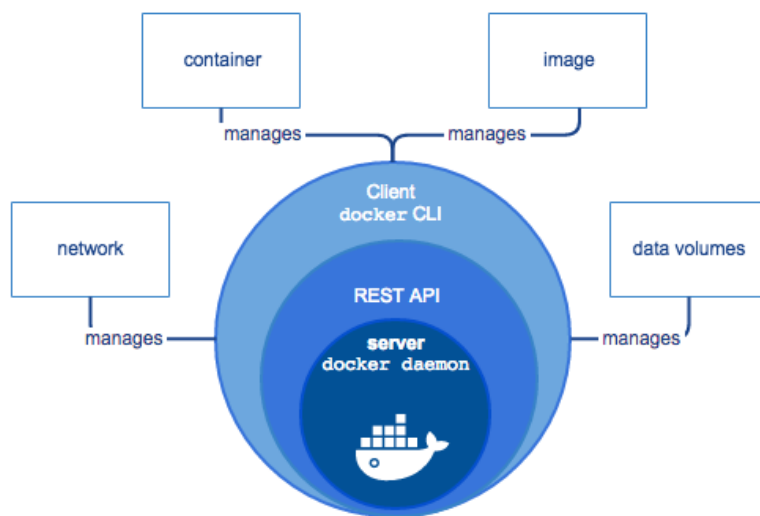 container
image
manages
manages
Client
docker CLI
network
data volumes
REST API
manages
server
manages
docker daemon